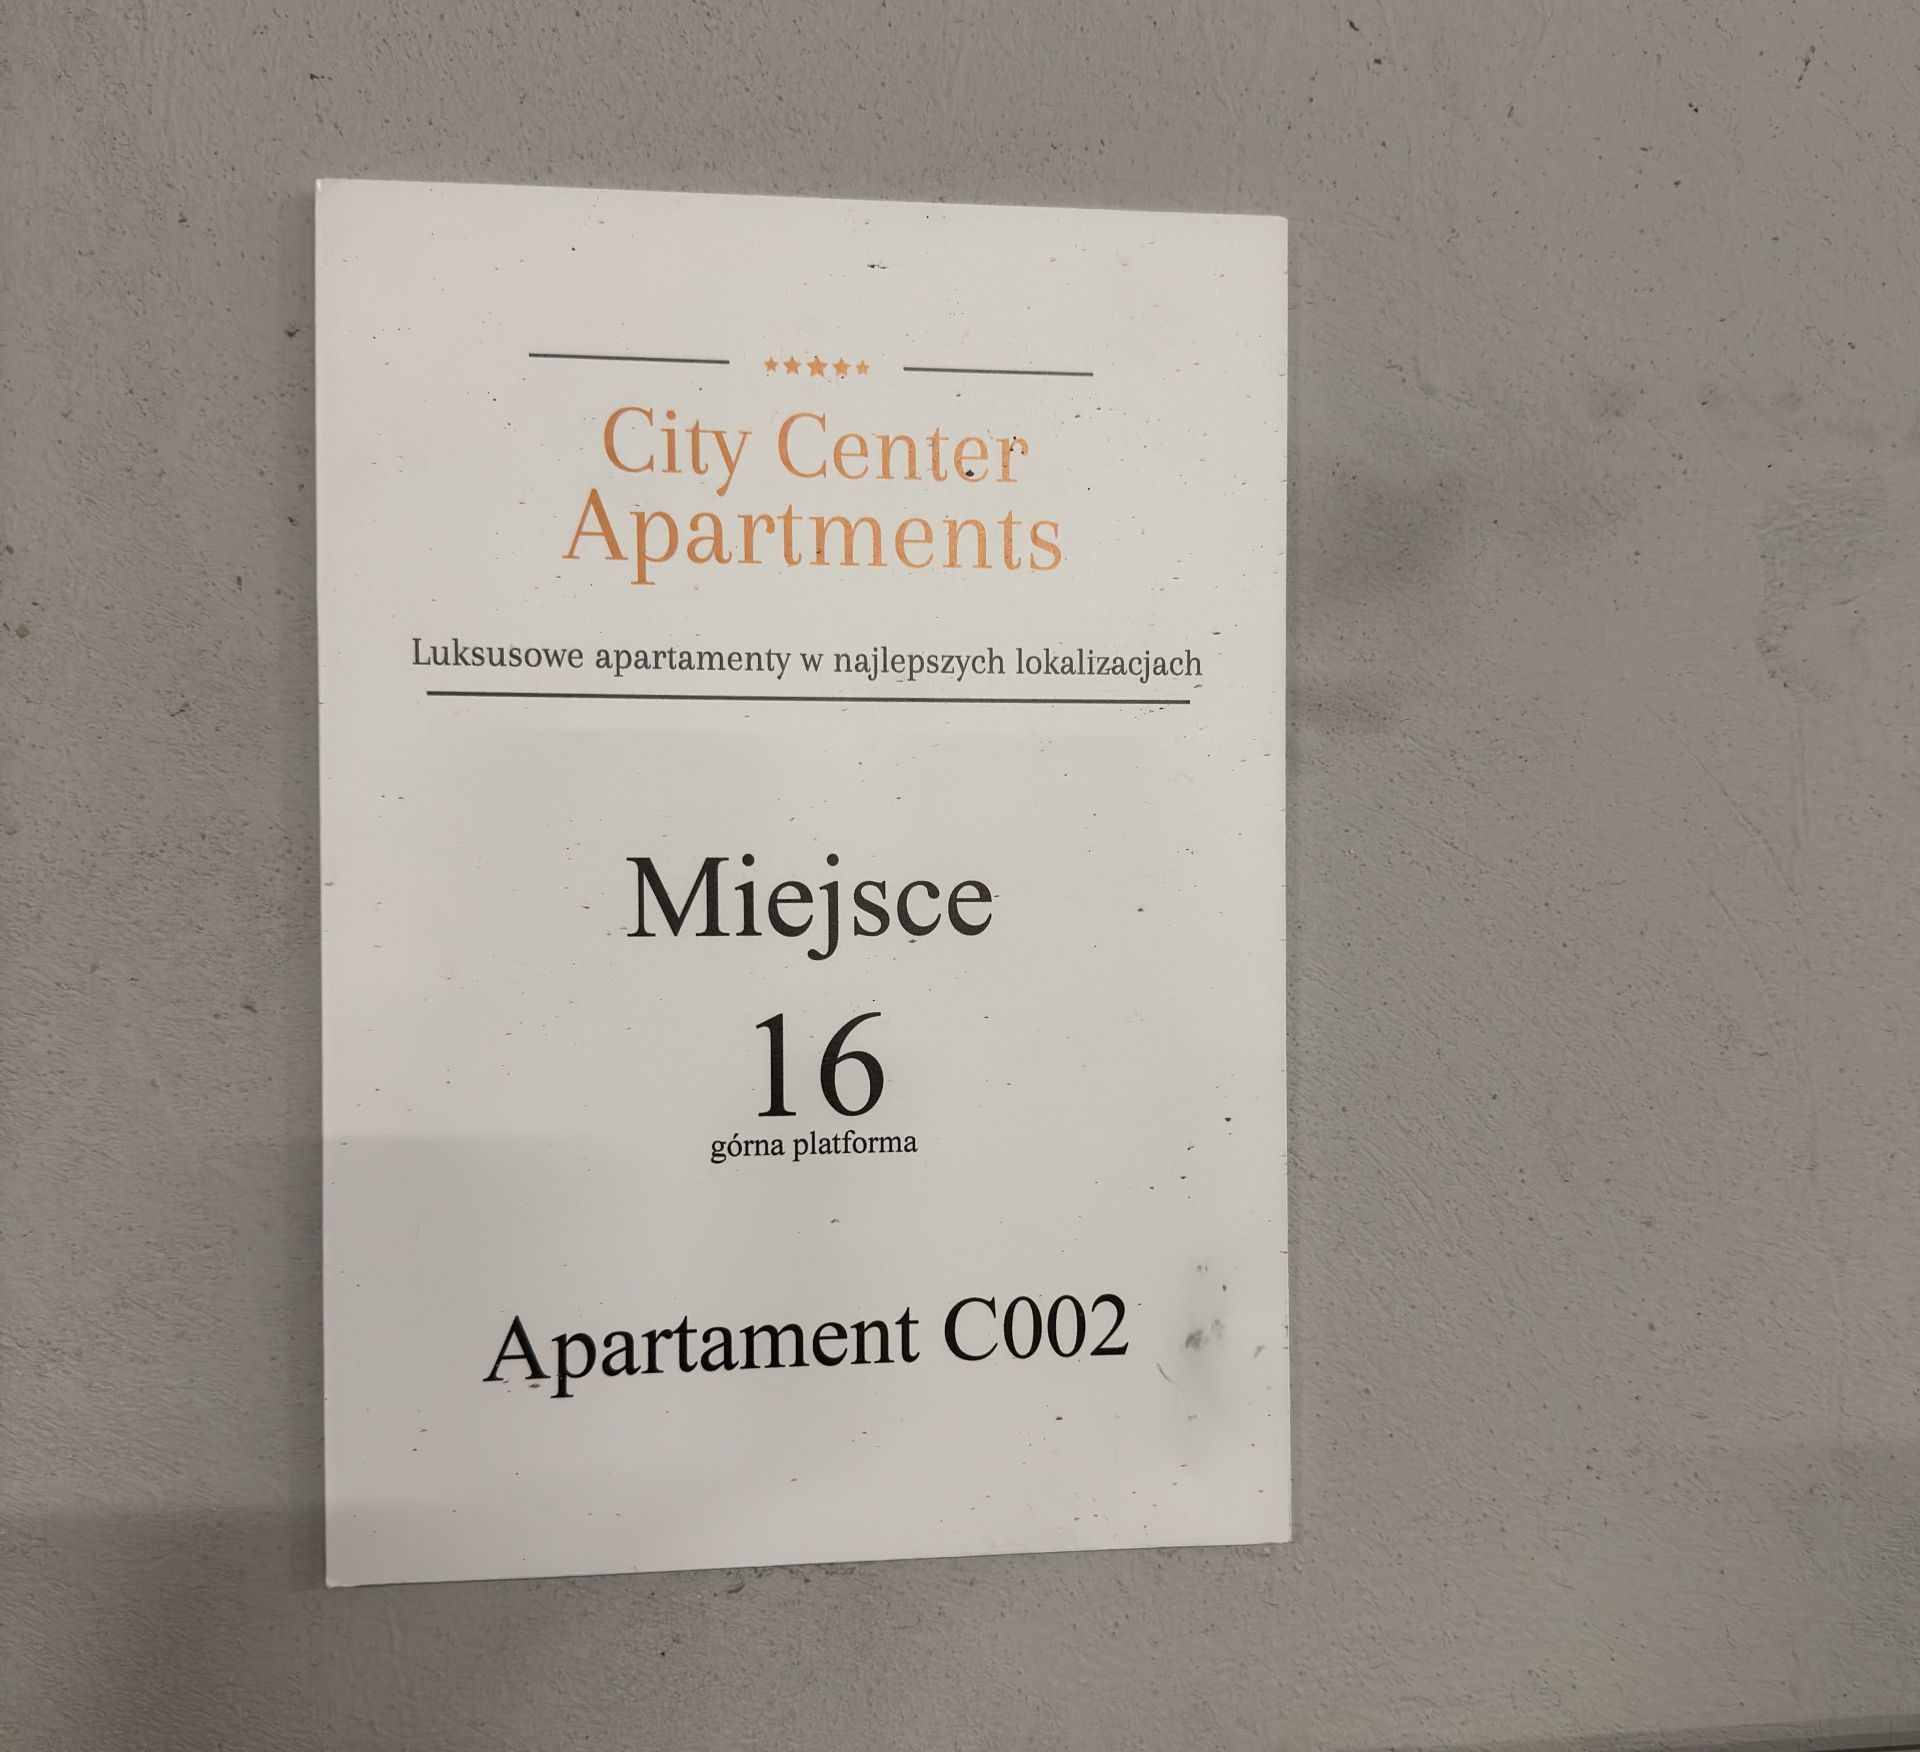 City Center
Apartments
Luksusowe apartamenty w najlepszych lokalizacjach
Miejsce
16
górna platforma
Apartament C002